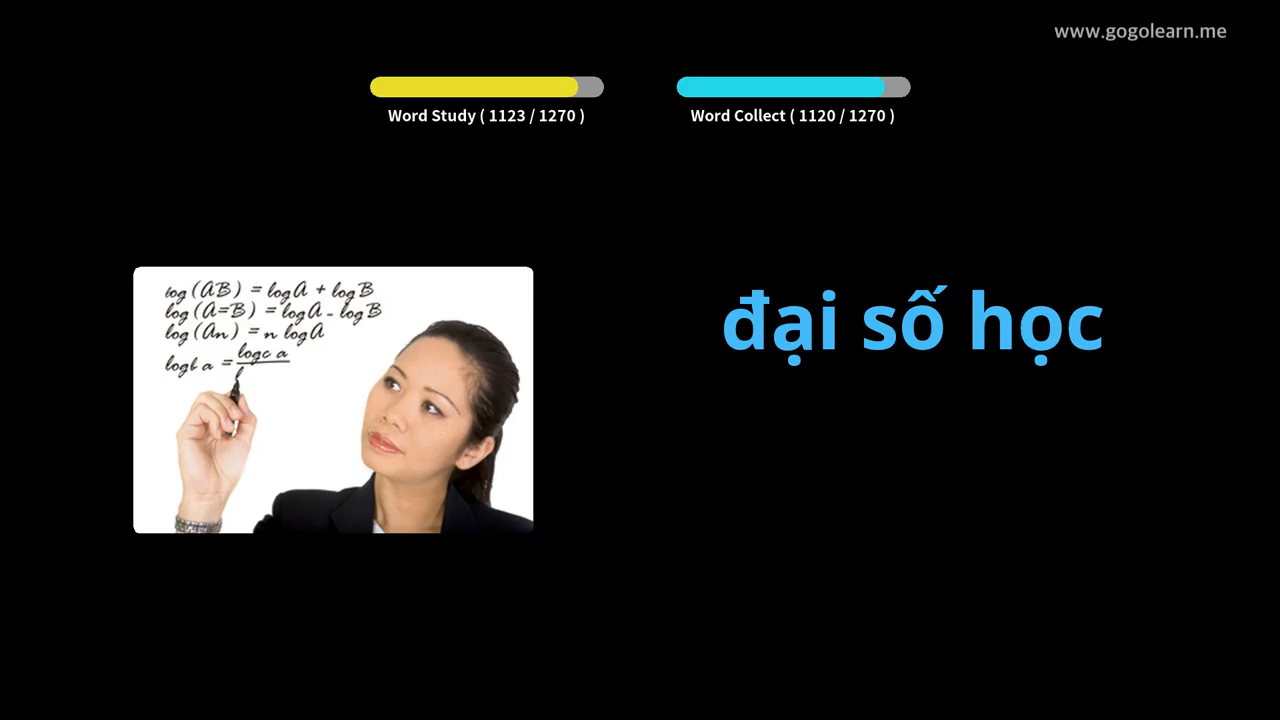 www.gogolearn.me
Word Study ( 1123 / 1270 )
Word Collect ( 1120 / 1270 )
log (AB) = log A + log B
log (A=B) = log A - log B
log (An) = n log A
logc a
logb a =
đại số học